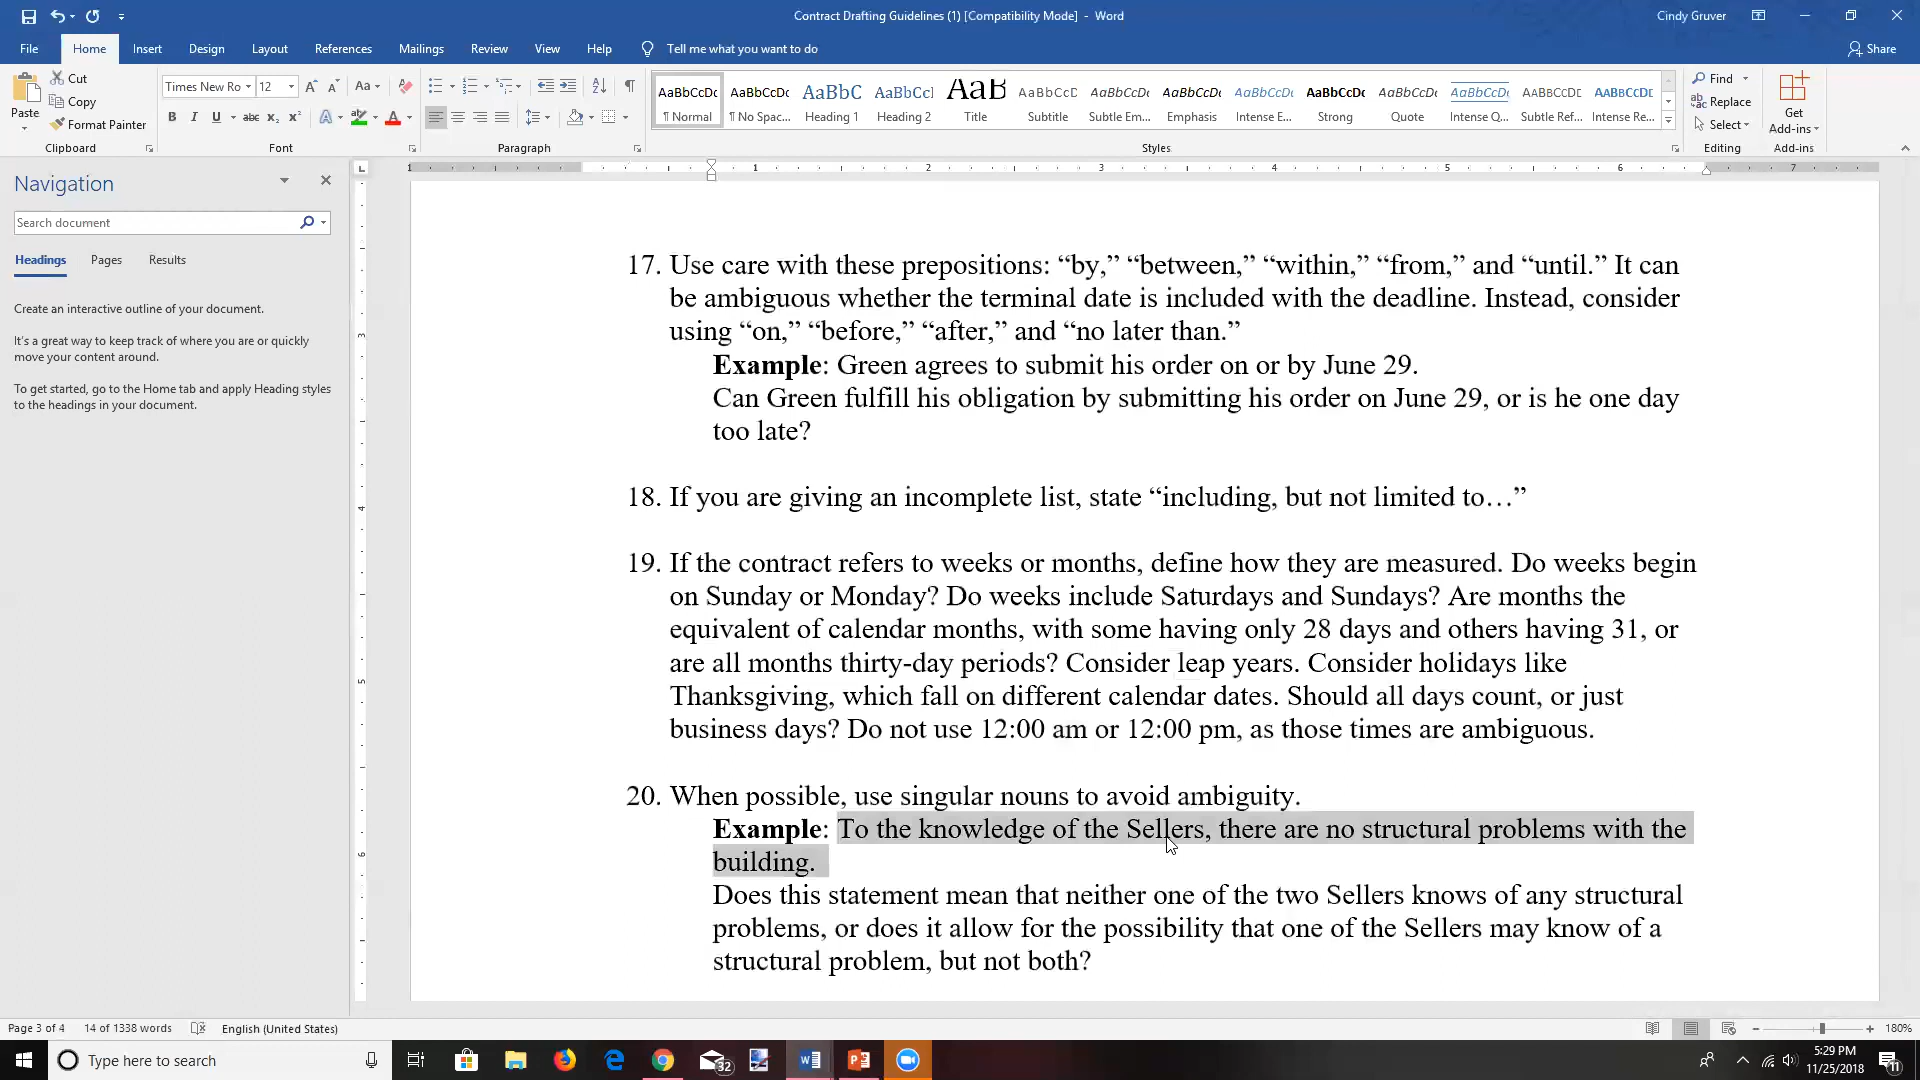 Contract Drafting Guidelines (1) [Compatibility Mode] - Word
Cindy Gruver
File Home Insert Design Layout References Mailings Review View Help Tell me what you want to do Share
Paste
Cut
Copy
Format Painter
Clipboard
Times New Ro 12
Font
Paragraph
AaBbCcDc AaBbCcDc AaBbC AaBbCcI AaB AaBbCcD AaBbCcDc AaBbCcDc AaBbCcDc AaBbCcDc AaBbCcDc AaBbCcDc AABBCCDE AABBCCDE
¶ Normal ¶ No Spac... Heading 1 Heading 2 Title Subtitle Subtle Em... Emphasis Intense E... Strong Quote Intense Q... Subtle Ref... Intense Re...
Styles
Find
Replace
Select
Editing
Get
Add-ins
Add-ins
1 1 2 3 4 5 6 7
Navigation
Search document
Headings Pages Results
Create an interactive outline of your document.
It's a great way to keep track of where you are or quickly
move your content around.
To get started, go to the Home tab and apply Heading styles
to the headings in your document.
3
4
5
6
17. Use care with these prepositions: “by,” “between,” “within,” “from,” and “until.” It can
be ambiguous whether the terminal date is included with the deadline. Instead, consider
using “on,” “before,” “after,” and “no later than.”
Example: Green agrees to submit his order on or by June 29.
Can Green fulfill his obligation by submitting his order on June 29, or is he one day
too late?
18. If you are giving an incomplete list, state “including, but not limited to…”
19. If the contract refers to weeks or months, define how they are measured. Do weeks begin
on Sunday or Monday? Do weeks include Saturdays and Sundays? Are months the
equivalent of calendar months, with some having only 28 days and others having 31, or
are all months thirty-day periods? Consider leap years. Consider holidays like
Thanksgiving, which fall on different calendar dates. Should all days count, or just
business days? Do not use 12:00 am or 12:00 pm, as those times are ambiguous.
20. When possible, use singular nouns to avoid ambiguity.
Example: To the knowledge of the Sellers, there are no structural problems with the
building.
Does this statement mean that neither one of the two Sellers knows of any structural
problems, or does it allow for the possibility that one of the Sellers may know of a
structural problem, but not both?
Page 3 of 4 14 of 1338 words English (United States) 180%
Type here to search
32
5:29 PM
11/25/2018
11